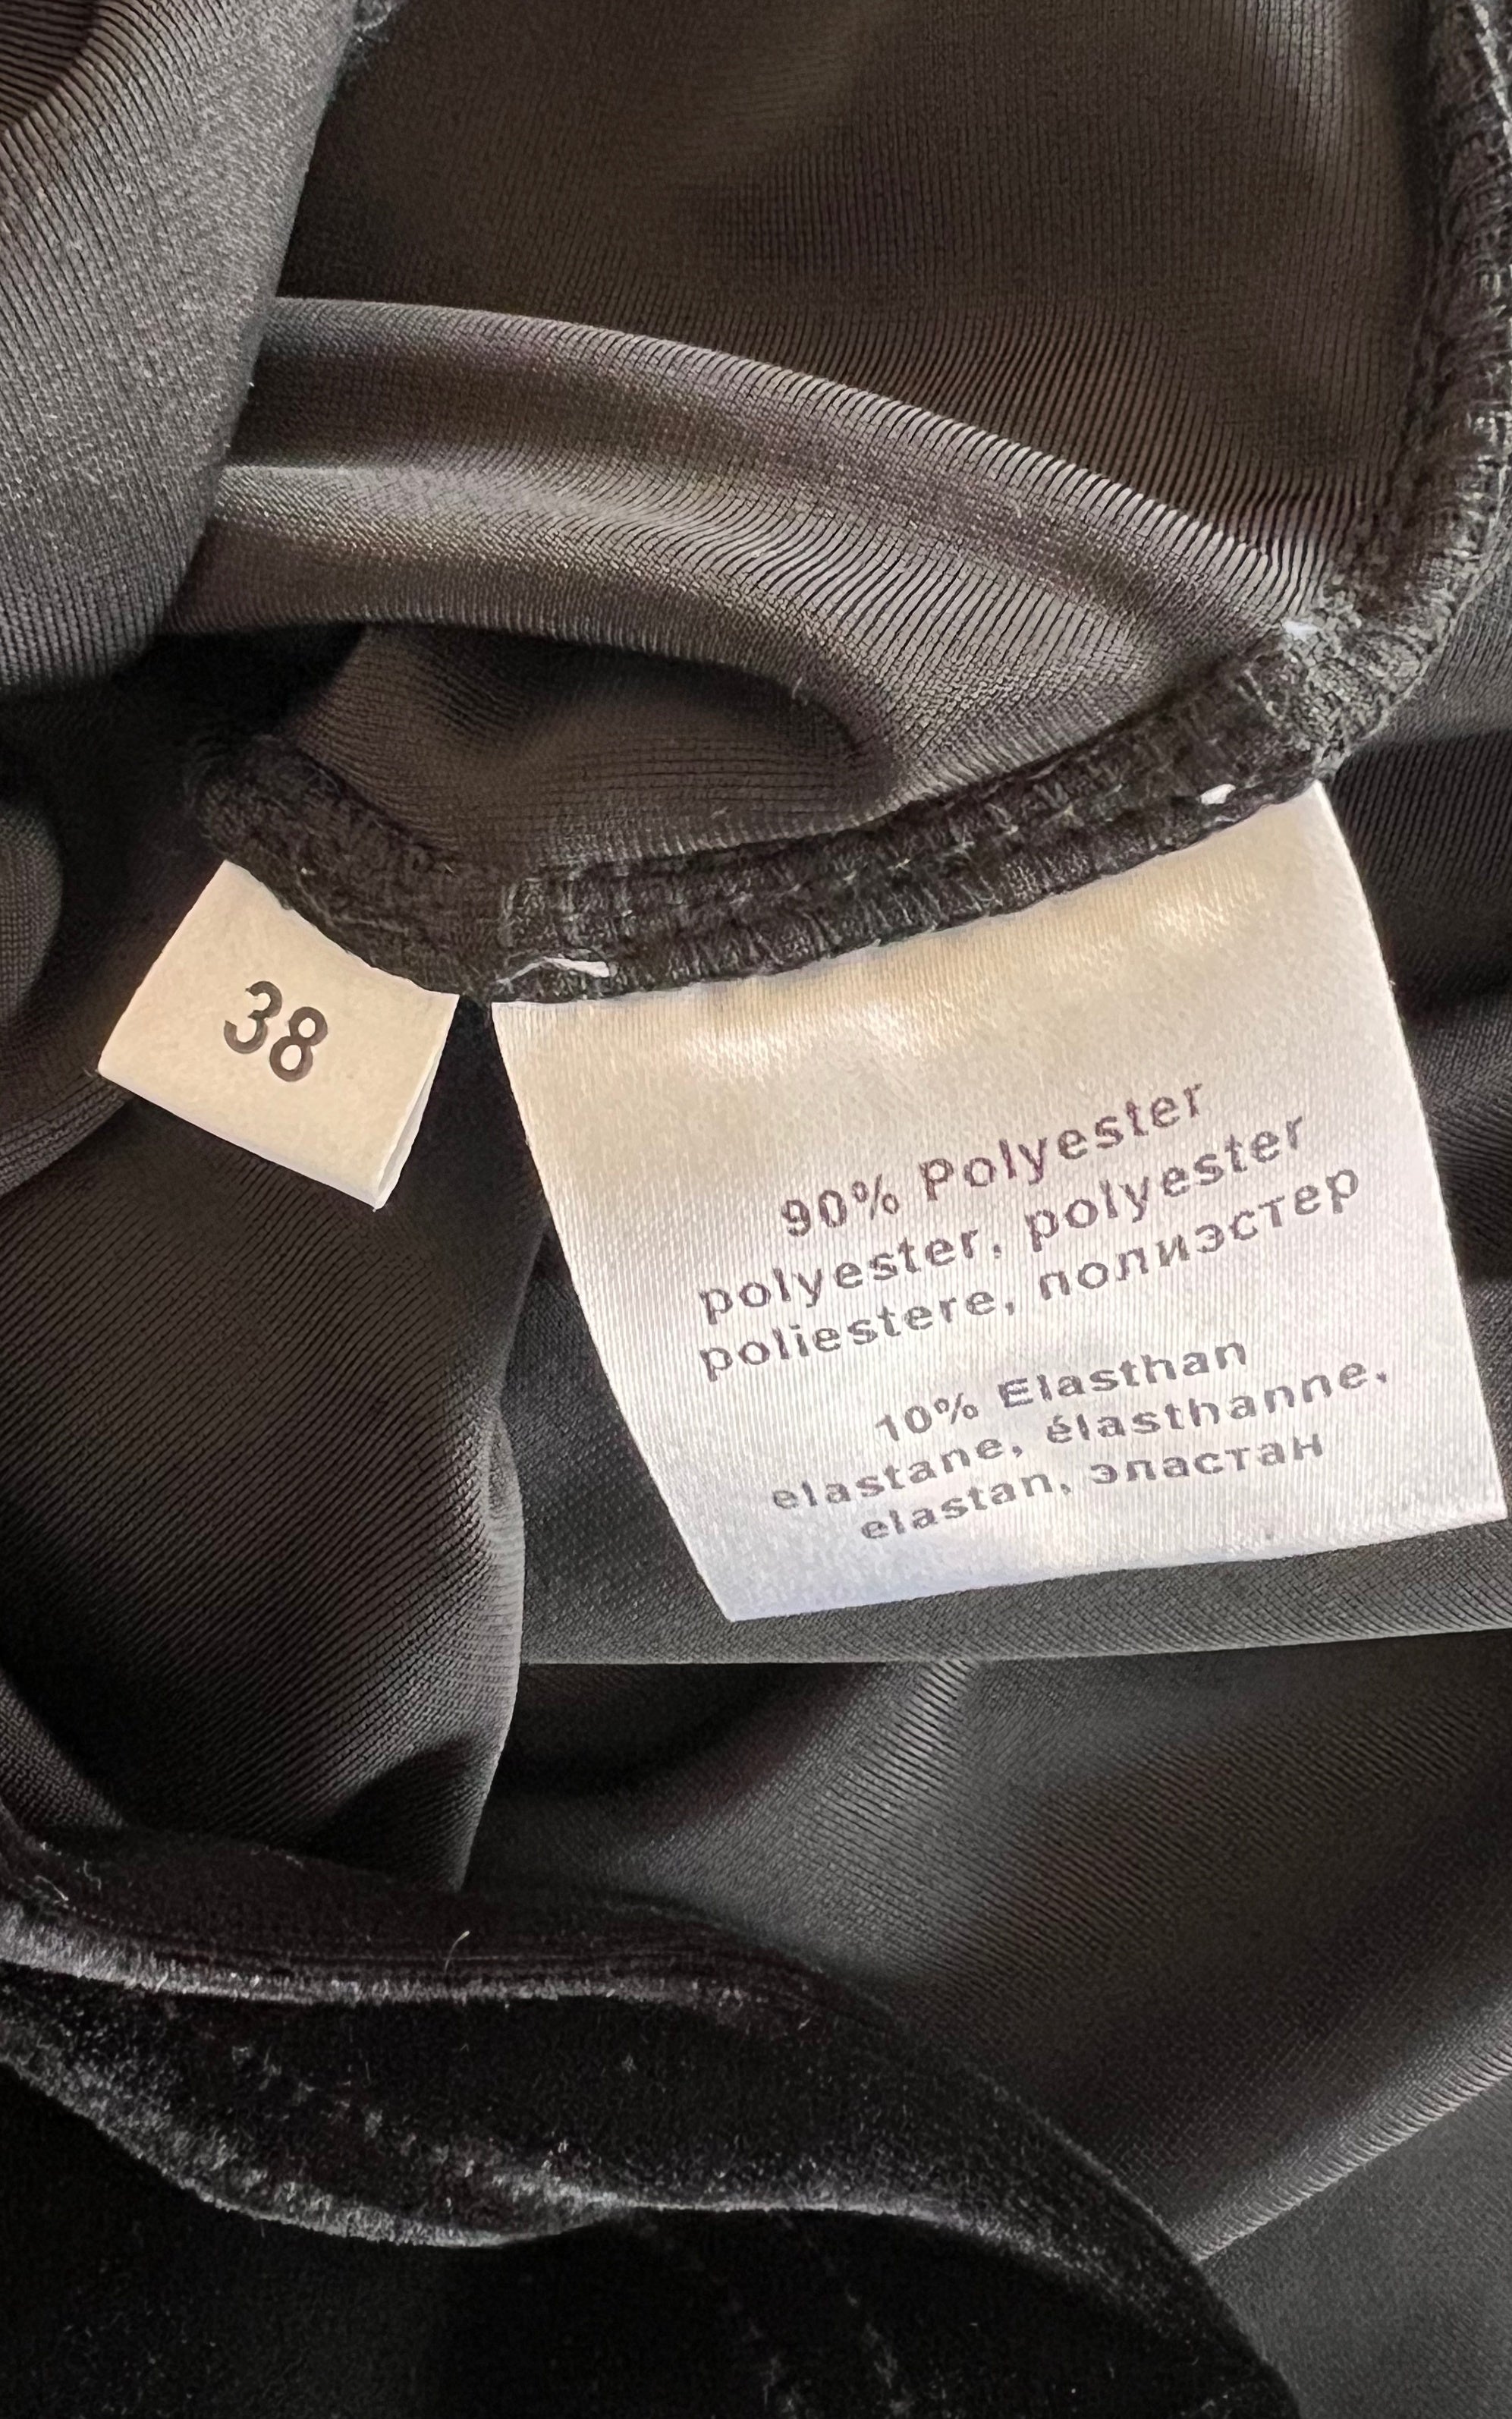 38
90% Polyester
polyester, polyester
poliestere, полиэстер
10% Elasthan
elastane, élasthanne,
elastan, эластан